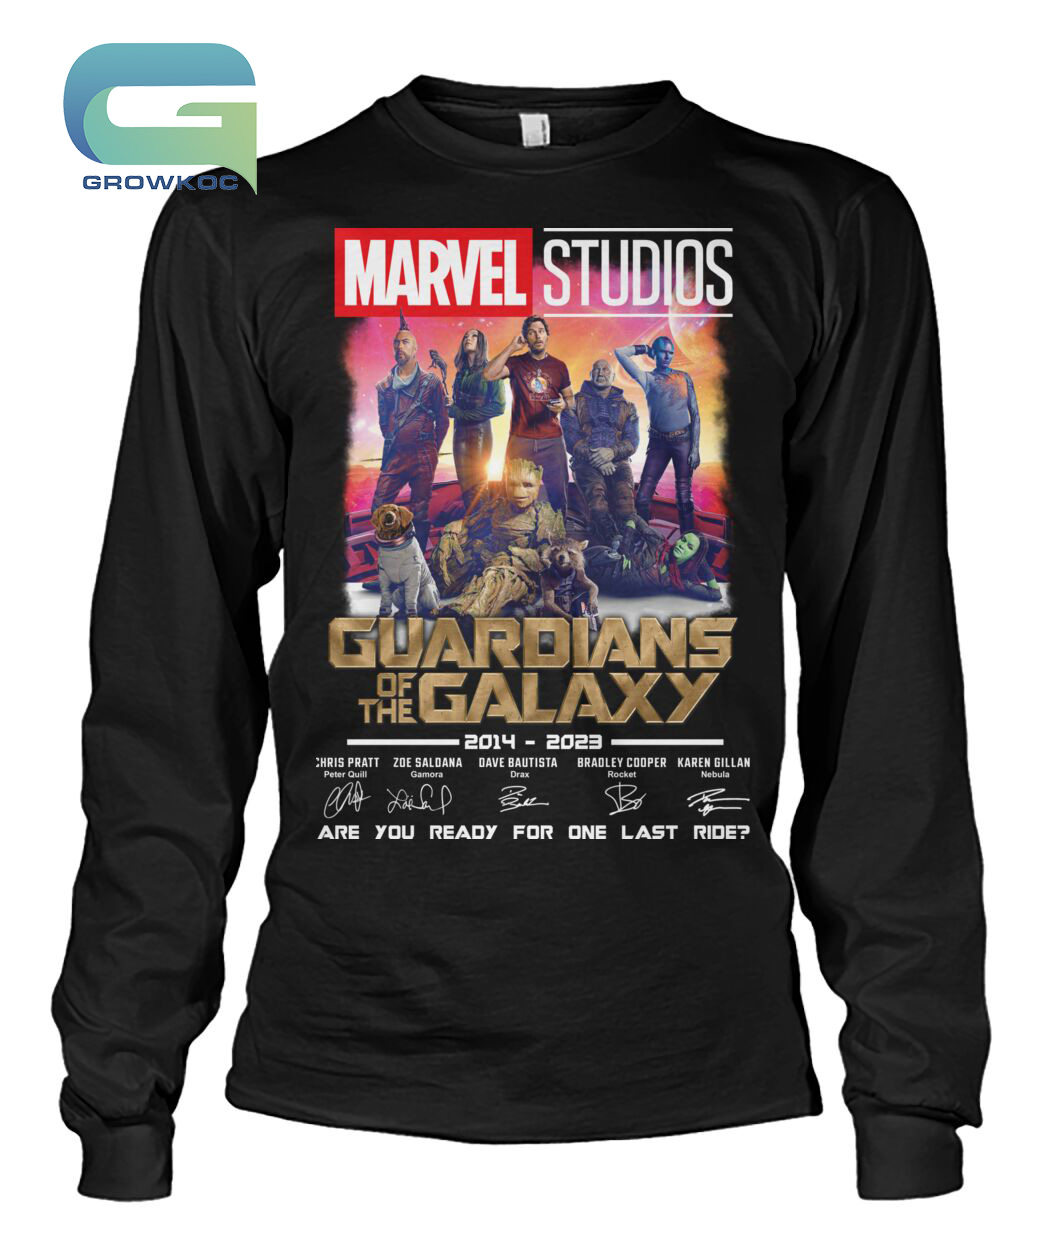 GROWKOC
MARVEL STUDIOS
GUARDIANS
OF THE GALAXY
2014 - 2023
CHRIS PRATT ZOE SALDANA DAVE BAUTISTA BRADLEY COOPER KAREN GILLAN
Peter Quill Gamora Drax Rocket Nebula
ARE YOU READY FOR ONE LAST RIDE?